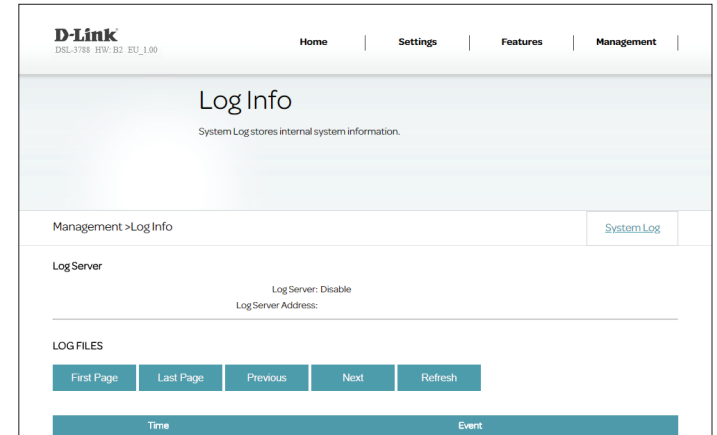 D-Link
DSL-3788 HW: B2 EU_1.00
Home Settings Features Management
Log Info
System Log stores internal system information.
Management >Log Info
System Log
Log Server
Log Server: Disable
Log Server Address:
LOG FILES
First Page Last Page Previous Next Refresh
Time Event